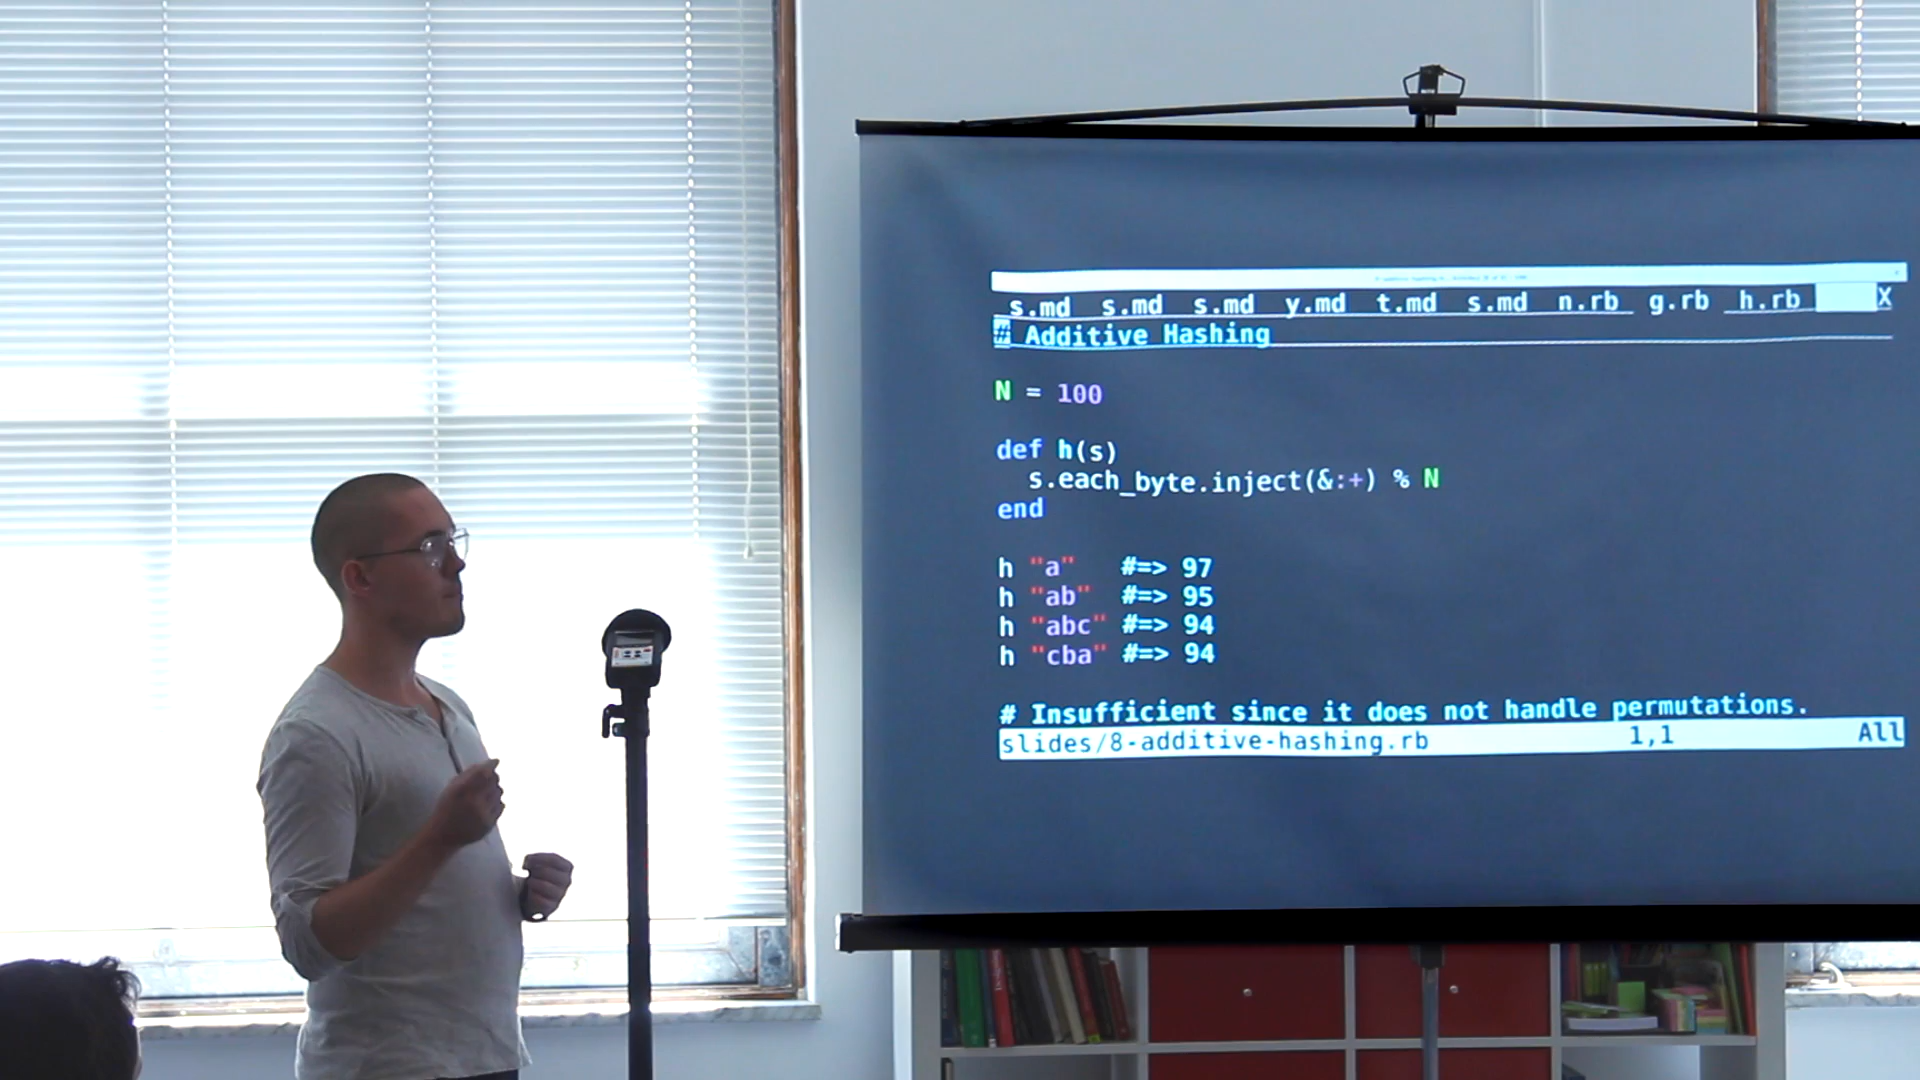 s.md s.md s.md y.md t.md s.md n.rb g.rb h.rb X
# Additive Hashing
N = 100
def h(s)
s.each_byte.inject(&:+) % N
end
h "a" #=> 97
h "ab" #=> 95
h "abc" #=> 94
h "cba" #=> 94
# Insufficient since it does not handle permutations.
slides/8-additive-hashing.rb 1,1 All